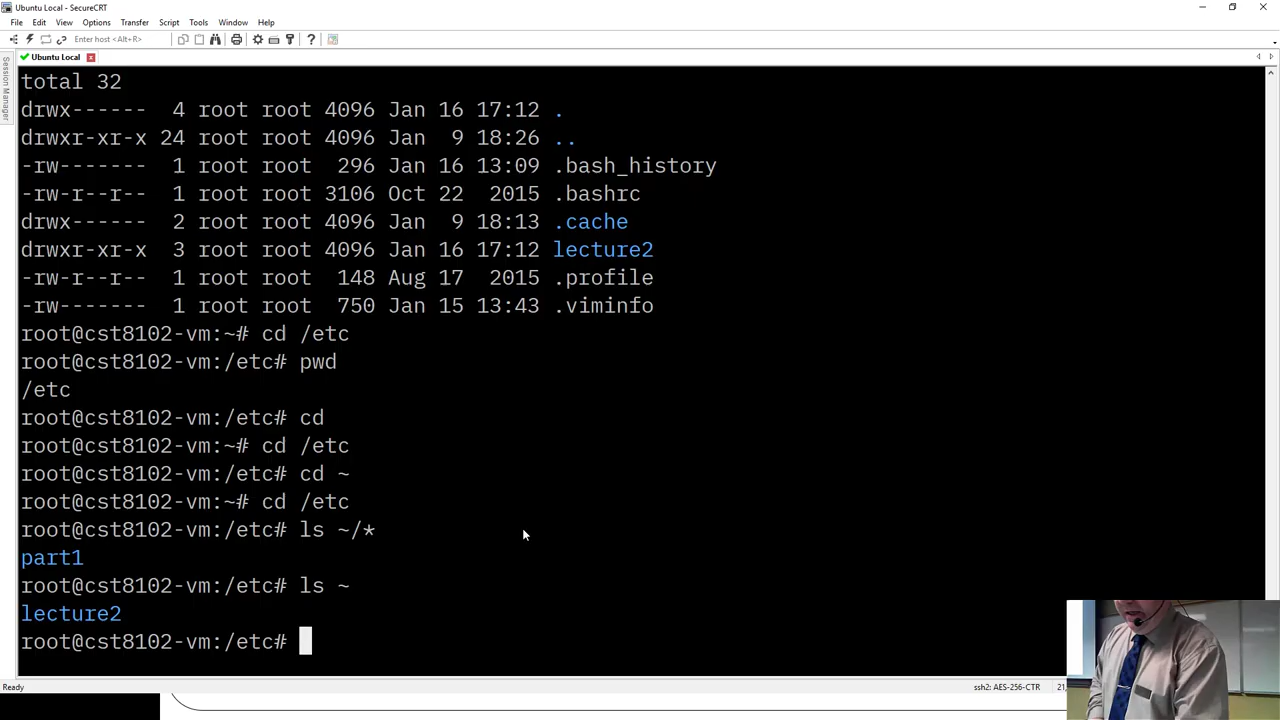 Ubuntu Local - SecureCRT
File Edit View Options Transfer Script Tools Window Help
Enter host <Alt+R>
Session Manager
Ubuntu Local
total 32
drwx------  4 root root 4096 Jan 16 17:12 .
drwxr-xr-x 24 root root 4096 Jan  9 18:26 ..
-rw-------  1 root root  296 Jan 16 13:09 .bash_history
-rw-r--r--  1 root root 3106 Oct 22  2015 .bashrc
drwx------  2 root root 4096 Jan  9 18:13 .cache
drwxr-xr-x  3 root root 4096 Jan 16 17:12 lecture2
-rw-r--r--  1 root root  148 Aug 17  2015 .profile
-rw-------  1 root root  750 Jan 15 13:43 .viminfo
root@cst8102-vm:~# cd /etc
root@cst8102-vm:/etc# pwd
/etc
root@cst8102-vm:/etc# cd
root@cst8102-vm:~# cd /etc
root@cst8102-vm:/etc# cd ~
root@cst8102-vm:~# cd /etc
root@cst8102-vm:/etc# ls ~/*
part1
root@cst8102-vm:/etc# ls ~
lecture2
root@cst8102-vm:/etc#
Ready
ssh2: AES-256-CTR
21,